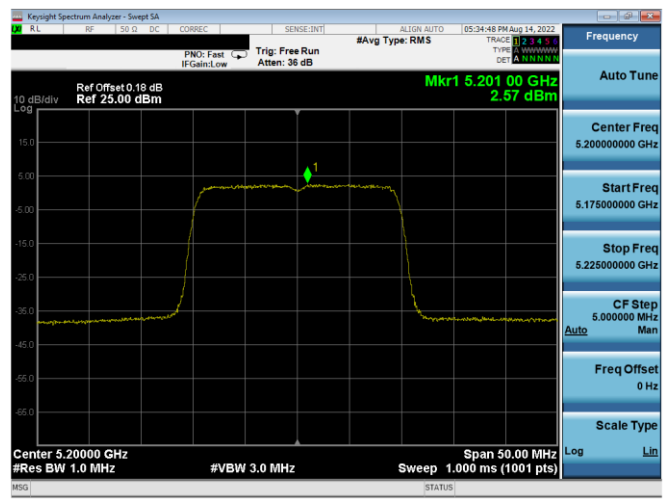 Keysight Spectrum Analyzer - Swept SA
RL RF 50 Ω DC CORREC SENSE:INT ALIGN AUTO 05:34:48 PM Aug 14, 2022
#Avg Type: RMS
TRACE 1 2 3 4 5 6
TYPE A
DET A N N N N N
PNO: Fast
IFGain:Low
Trig: Free Run
Atten: 36 dB
Frequency
Auto Tune
Mkr1 5.201 00 GHz
2.57 dBm
Ref Offset 0.18 dB
10 dB/div Ref 25.00 dBm
Log
15.0
5.00
-5.00
-15.0
-25.0
-35.0
-45.0
-55.0
-65.0
1
Center Freq
5.200000000 GHz
Start Freq
5.175000000 GHz
Stop Freq
5.225000000 GHz
CF Step
5.000000 MHz
Auto Man
Freq Offset
0 Hz
Scale Type
Log Lin
Center 5.20000 GHz Span 50.00 MHz
#Res BW 1.0 MHz #VBW 3.0 MHz Sweep 1.000 ms (1001 pts)
MSG STATUS